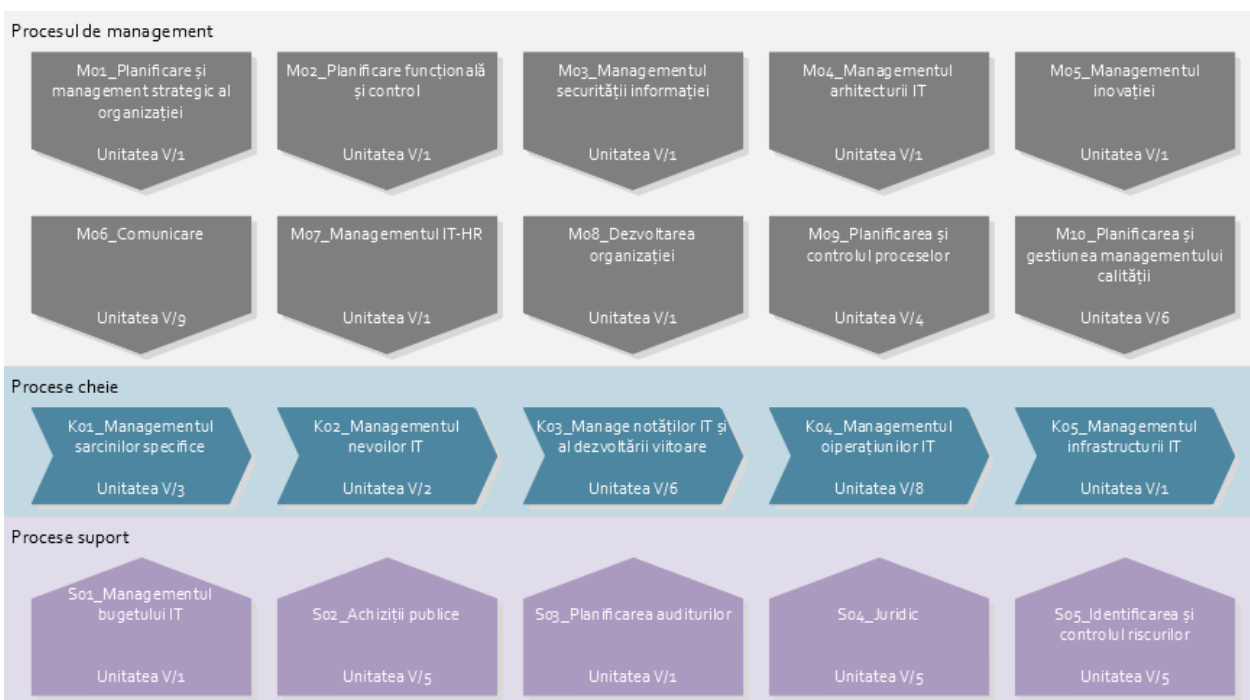 Procesul de management
M01_Planificare și
management strategic al
organizației
Unitatea V/1
M02_Planificare funcțională
și control
Unitatea V/1
M03_Managementul
securității informației
Unitatea V/1
M04_Managementul
arhitecturii IT
Unitatea V/1
M05_Managementul
inovației
Unitatea V/1
M06_Comunicare
Unitatea V/9
M07_Managementul IT-HR
Unitatea V/1
M08_Dezvoltarea
organizației
Unitatea V/1
M09_Planificarea și
controlul proceselor
Unitatea V/4
M10_Planificarea și
gestiunea managementului
calității
Unitatea V/6
Procese cheie
K01_Managementul
sarcinilor specifice
Unitatea V/3
K02_Managementul
nevoilor IT
Unitatea V/2
K03_Manage notăților IT și
al dezvoltării viitoare
Unitatea V/6
K04_Managementul
oiperațiunilor IT
Unitatea V/8
K05_Managementul
infrastructurii IT
Unitatea V/1
Procese suport
S01_Managementul
bugetului IT
Unitatea V/1
S02_Achiziții publice
Unitatea V/5
S03_Planificarea auditurilor
Unitatea V/1
S04_Juridic
Unitatea V/5
S05_Identificarea și
controlul riscurilor
Unitatea V/5